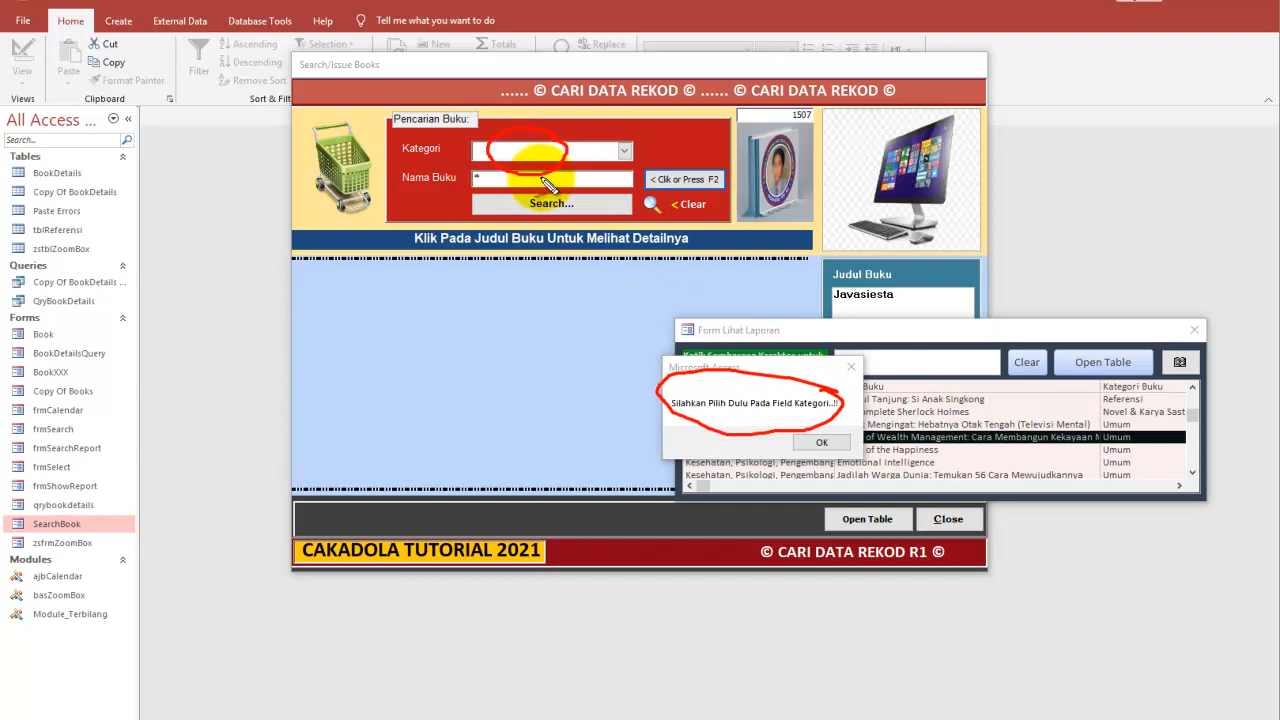 File Home Create External Data Database Tools Help Tell me what you want to do
View
Views
Paste
Cut
Copy
Format Painter
Clipboard
Filter
Ascending
Descending
Remove Sort
Sort & Filt
Selection
New
Totals
Replace
All Access ...
Search...
Tables
BookDetails
Copy Of BookDetails
Paste Errors
tblReferensi
zstblZoomBox
Queries
Copy Of BookDetails ...
QryBookDetails
Forms
Book
BookDetailsQuery
BookXXX
Copy Of Books
frmCalendar
frmSearch
frmSearchReport
frmSelect
frmShowReport
qrybookdetails
SearchBook
zsfrmZoomBox
Modules
ajbCalendar
basZoomBox
Module_Terbilang
Search/Issue Books
...... © CARI DATA REKOD © ...... © CARI DATA REKOD ©
Pencarian Buku:
Kategori
Nama Buku *
< Clik or Press F2
Search...
< Clear
1507
Klik Pada Judul Buku Untuk Melihat Detailnya
Judul Buku
Javasiesta
Form Lihat Laporan
Clear Open Table
Buku Kategori Buku
ul Tanjung: Si Anak Singkong Referensi
mplete Sherlock Holmes Novel & Karya Sast
Mengingat: Hebatnya Otak Tengah (Televisi Mental) Umum
of Wealth Management: Cara Membangun Kekayaan M Umum
of the Happiness Umum
Kesehatan, Psikologi, Pengembang Emotional Intelligence Umum
Kesehatan, Psikologi, Pengembang Jadilah Warga Dunia: Temukan 56 Cara Mewujudkannya Umum
Microsoft Access
Silahkan Pilih Dulu Pada Field Kategori..!!
OK
Open Table Close
CAKADOLA TUTORIAL 2021
© CARI DATA REKOD R1 ©